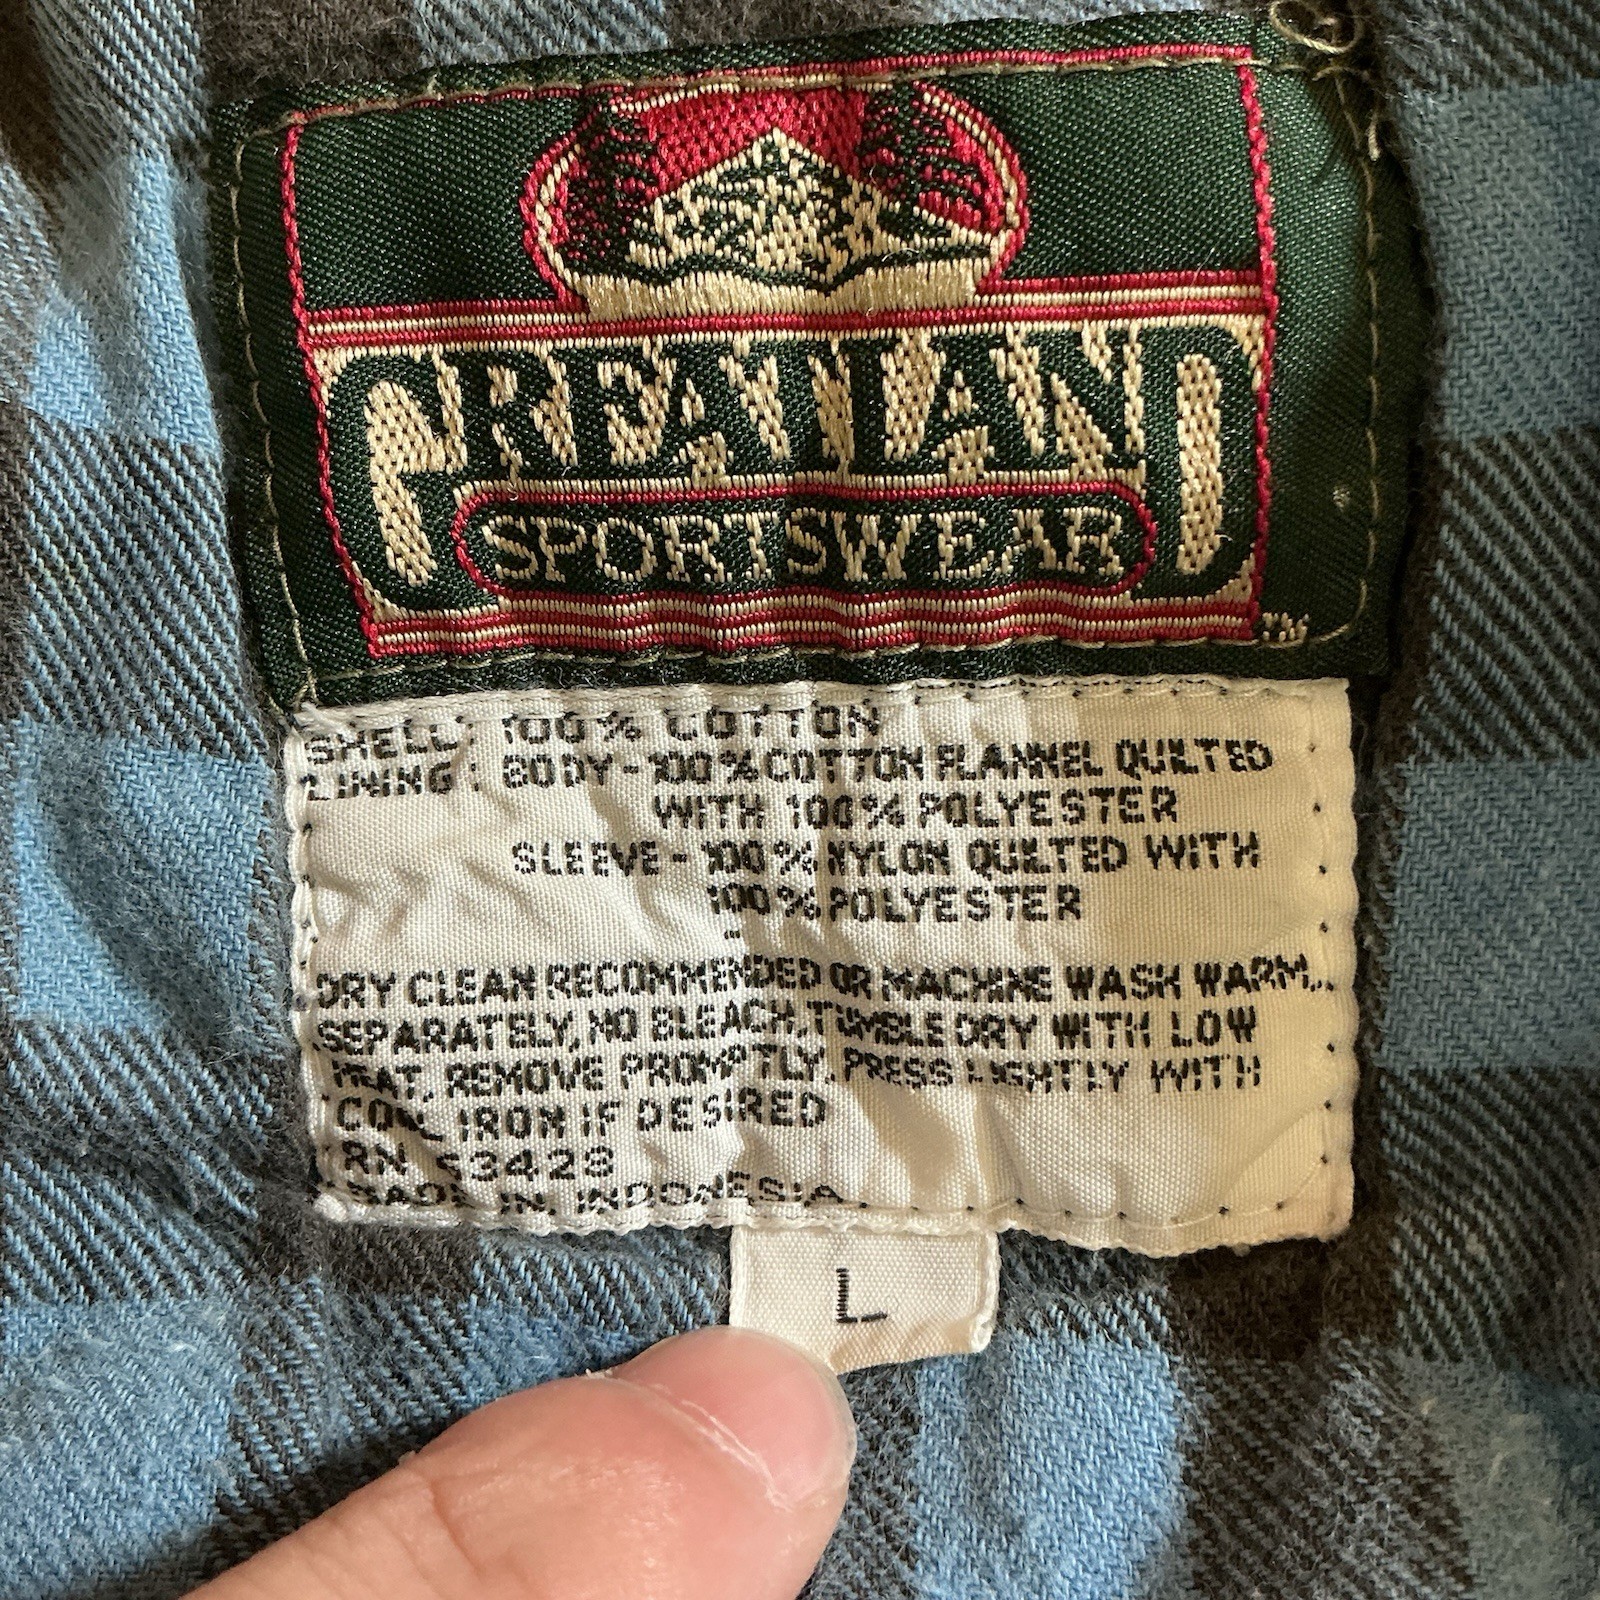 GREATLAND
SPORTSWEAR
TM
SHELL: 100% COTTON
LINING: BODY-100% COTTON FLANNEL QUILTED
WITH 100% POLYESTER
SLEEVE-100% NYLON QUILTED WITH
100% POLYESTER
DRY CLEAN RECOMMENDED OR MACHINE WASH WARM,
SEPARATELY, NO BLEACH, TUMBLE DRY WITH LOW
HEAT, REMOVE PROMPTLY. PRESS LIGHTLY WITH
COOL IRON IF DESIRED
RN
MADE IN INDONESIA
L